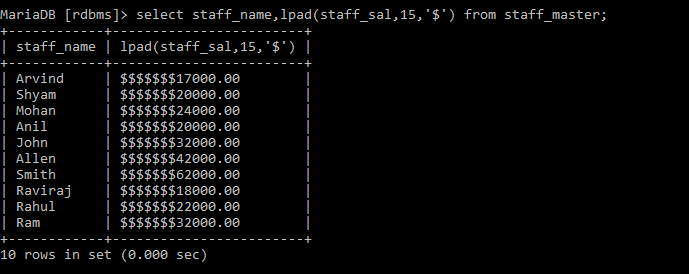 MariaDB [rdbms]> select staff_name,lpad(staff_sal,15,'$') from staff_master;
+------------+------------------------+
| staff_name | lpad(staff_sal,15,'$') |
+------------+------------------------+
| Arvind     | $$$$$$$17000.00        |
| Shyam      | $$$$$$$20000.00        |
| Mohan      | $$$$$$$24000.00        |
| Anil       | $$$$$$$20000.00        |
| John       | $$$$$$$32000.00        |
| Allen      | $$$$$$$42000.00        |
| Smith      | $$$$$$$62000.00        |
| Raviraj    | $$$$$$$18000.00        |
| Rahul      | $$$$$$$22000.00        |
| Ram        | $$$$$$$32000.00        |
+------------+------------------------+
10 rows in set (0.000 sec)